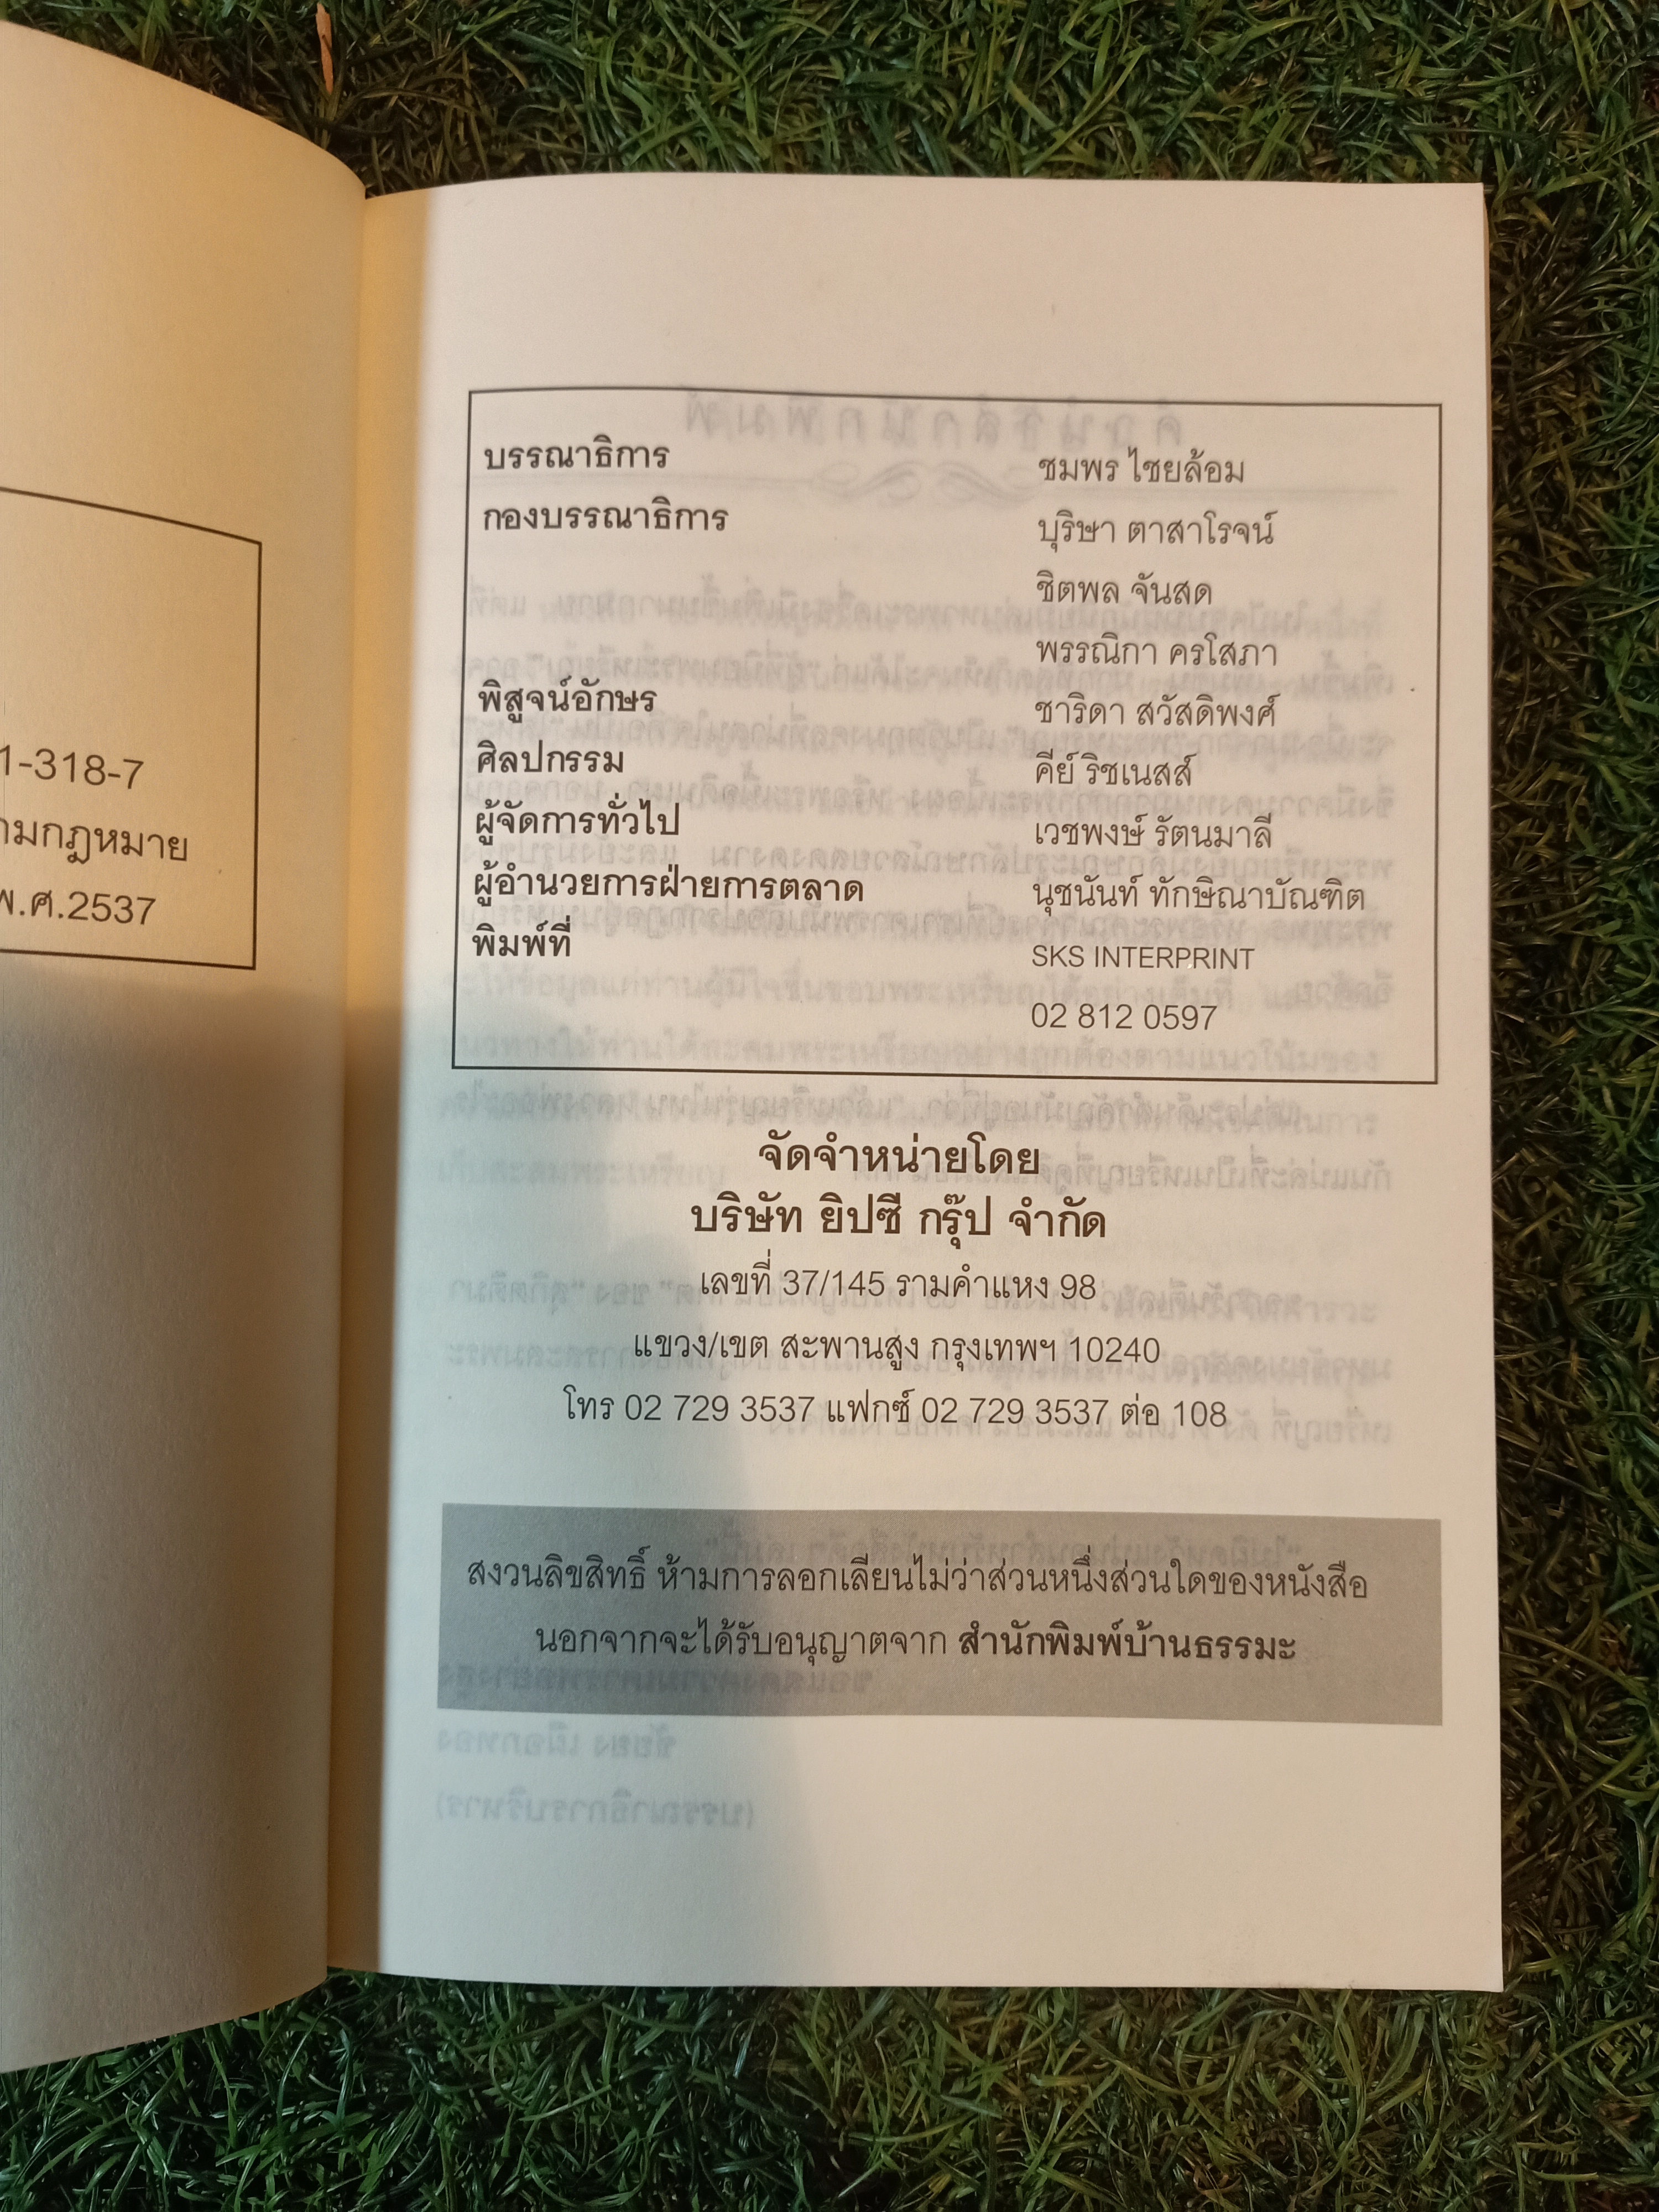 1-318-7
ามกฎหมาย
พ.ศ.2537
บรรณาธิการ ชมพร ไชยล้อม
กองบรรณาธิการ บุริษา ตาสาโรจน์
ชิตพล จันสด
พรรณิกา ครโสภา
พิสูจน์อักษร ชาริดา สวัสดิพงศ์
ศิลปกรรม คีย์ ริชเนสส์
ผู้จัดการทั่วไป เวชพงษ์ รัตนมาลี
ผู้อำนวยการฝ่ายการตลาด นุชนันท์ ทักษิณาบัณฑิต
พิมพ์ที่ SKS INTERPRINT
02 812 0597
จัดจำหน่ายโดย
บริษัท ยิปซี กรุ๊ป จำกัด
เลขที่ 37/145 รามคำแหง 98
แขวง/เขต สะพานสูง กรุงเทพฯ 10240
โทร 02 729 3537 แฟกซ์ 02 729 3537 ต่อ 108
สงวนลิขสิทธิ์ ห้ามการลอกเลียนไม่ว่าส่วนหนึ่งส่วนใดของหนังสือ
นอกจากจะได้รับอนุญาตจาก สำนักพิมพ์บ้านธรรมะ